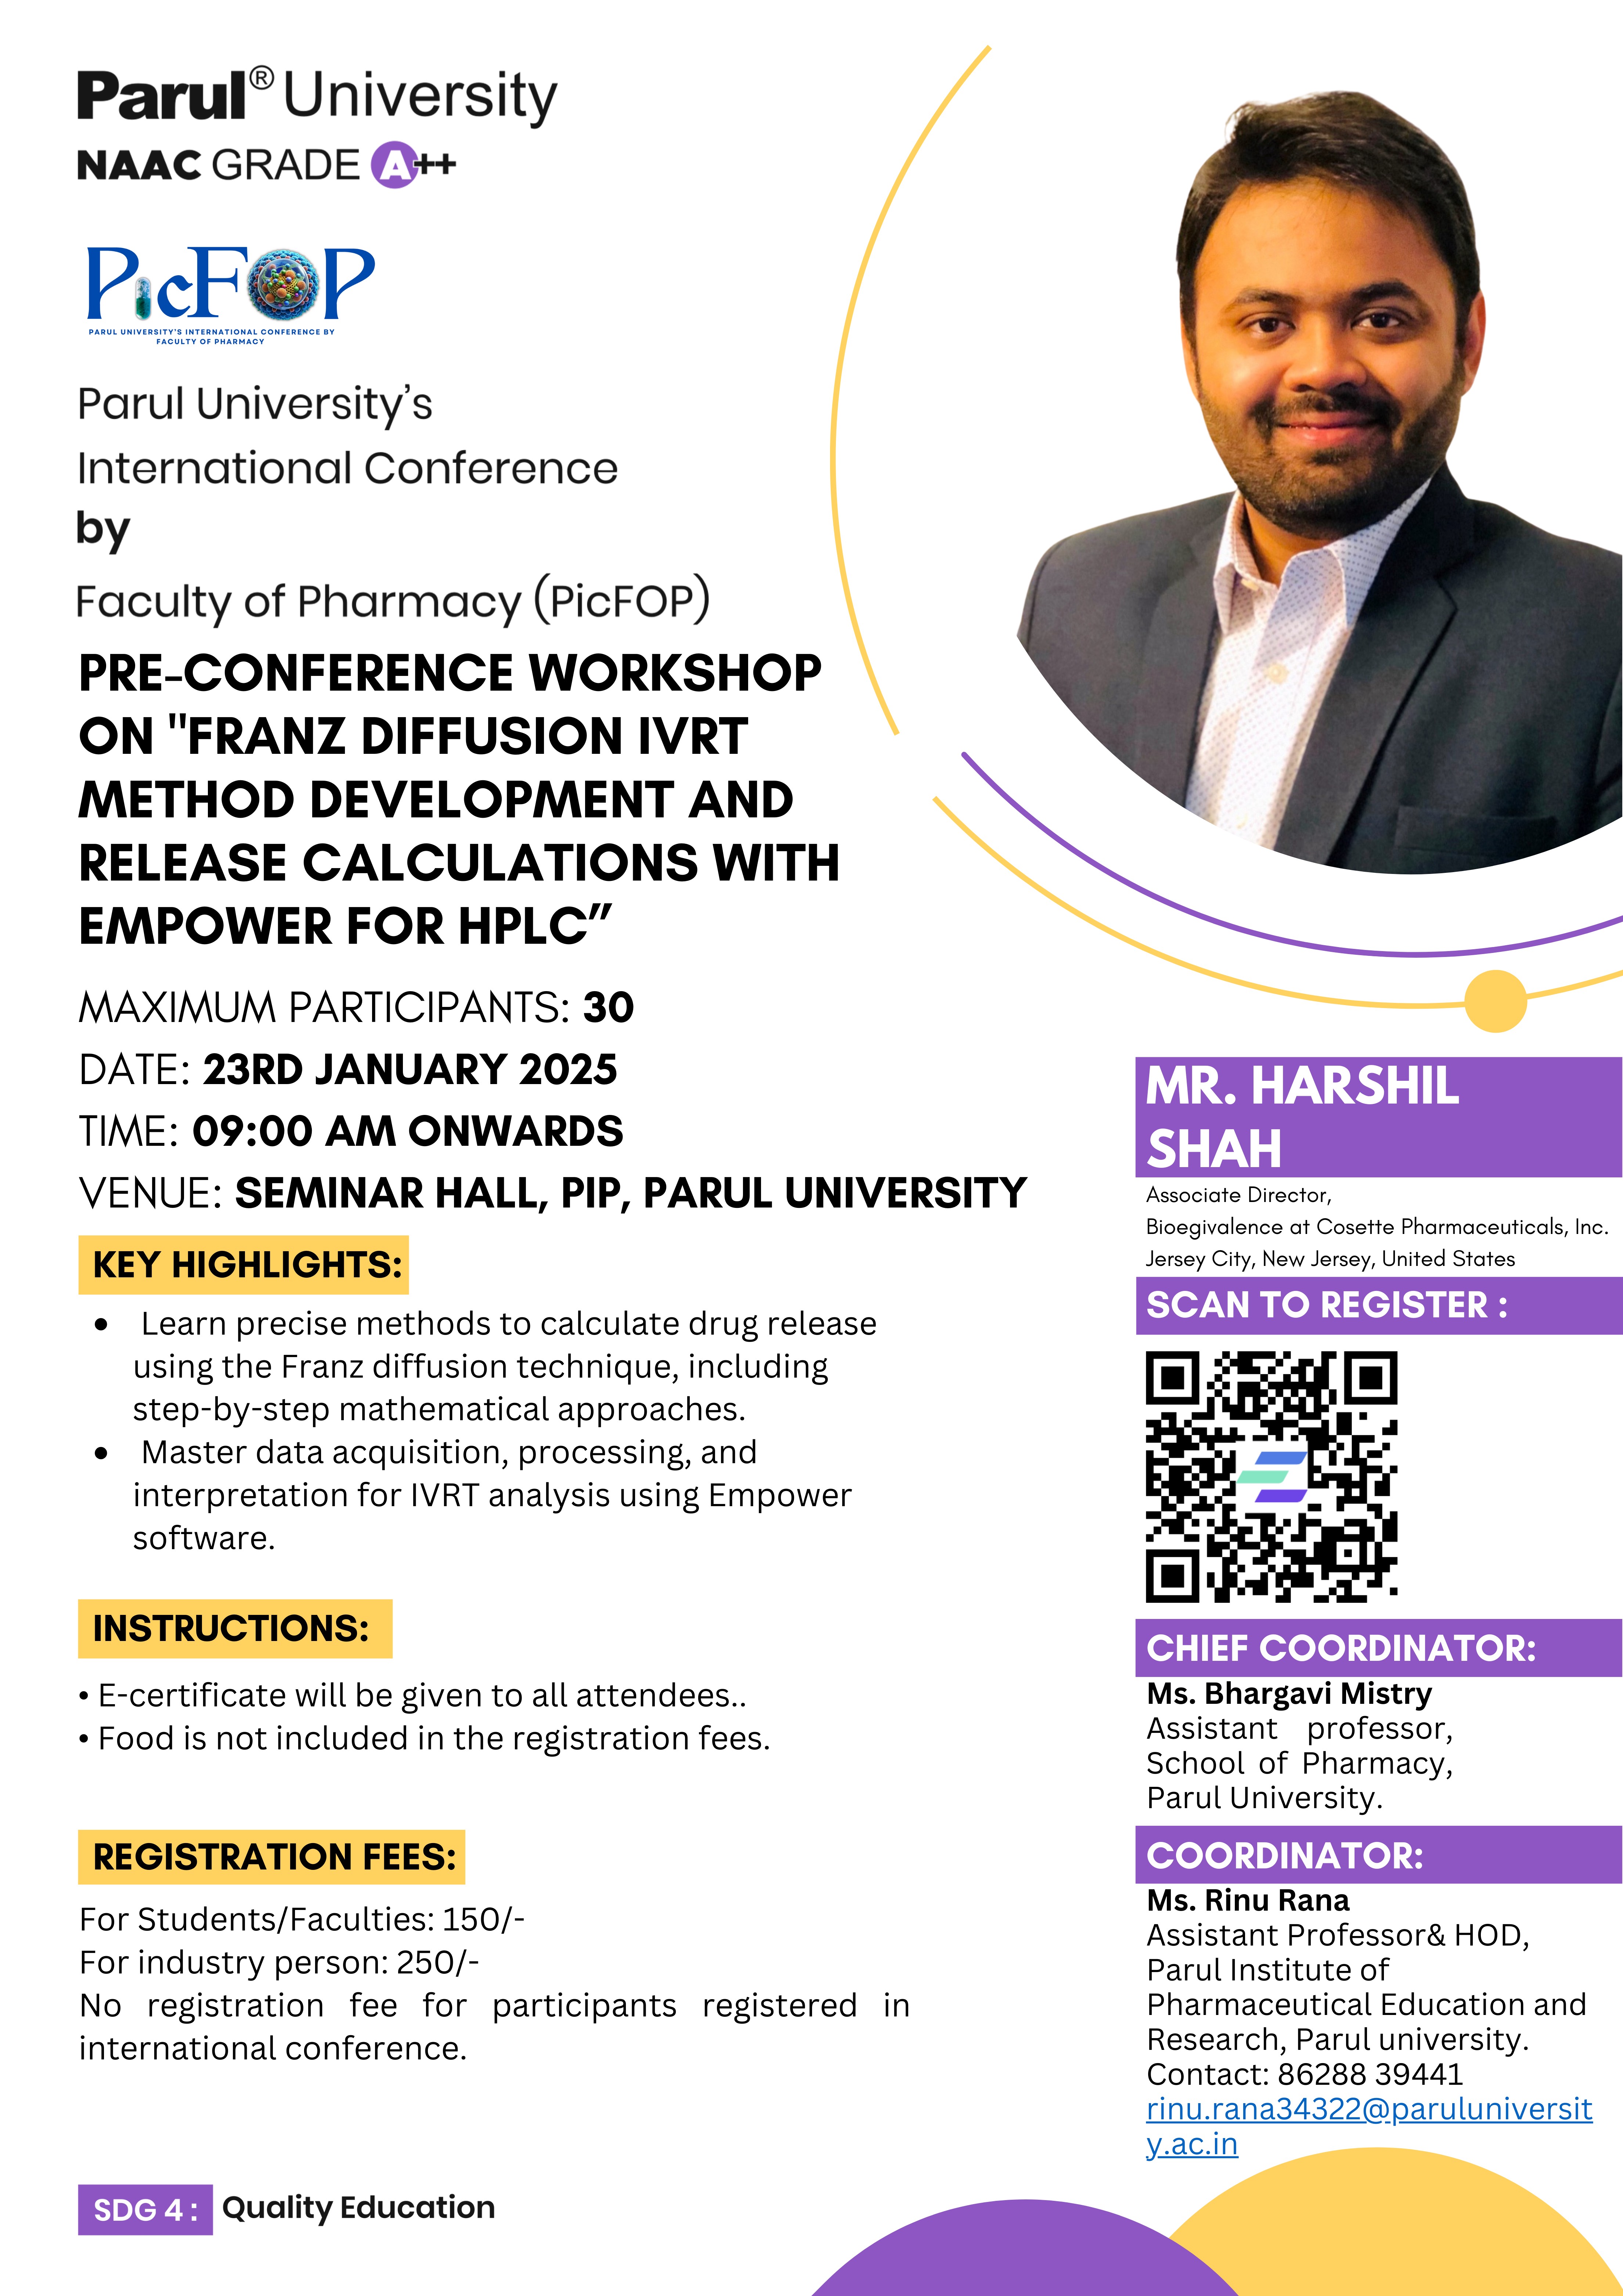 Parul® University
NAAC GRADE A++
PicFOP
PARUL UNIVERSITY'S INTERNATIONAL CONFERENCE BY
FACULTY OF PHARMACY
Parul University’s
International Conference
by
Faculty of Pharmacy (PicFOP)
PRE-CONFERENCE WORKSHOP
ON "FRANZ DIFFUSION IVRT
METHOD DEVELOPMENT AND
RELEASE CALCULATIONS WITH
EMPOWER FOR HPLC”
MAXIMUM PARTICIPANTS: 30
DATE: 23RD JANUARY 2025
TIME: 09:00 AM ONWARDS
VENUE: SEMINAR HALL, PIP, PARUL UNIVERSITY
KEY HIGHLIGHTS:
• Learn precise methods to calculate drug release
using the Franz diffusion technique, including
step-by-step mathematical approaches.
• Master data acquisition, processing, and
interpretation for IVRT analysis using Empower
software.
INSTRUCTIONS:
• E-certificate will be given to all attendees..
• Food is not included in the registration fees.
REGISTRATION FEES:
For Students/Faculties: 150/-
For industry person: 250/-
No registration fee for participants registered in
international conference.
SDG 4 : Quality Education
MR. HARSHIL
SHAH
Associate Director,
Bioegivalence at Cosette Pharmaceuticals, Inc.
Jersey City, New Jersey, United States
SCAN TO REGISTER :
CHIEF COORDINATOR:
Ms. Bhargavi Mistry
Assistant professor,
School of Pharmacy,
Parul University.
COORDINATOR:
Ms. Rinu Rana
Assistant Professor& HOD,
Parul Institute of
Pharmaceutical Education and
Research, Parul university.
Contact: 86288 39441
rinu.rana34322@paruluniversit
y.ac.in